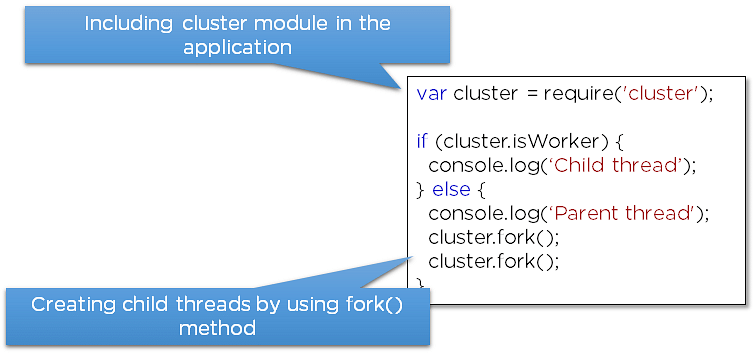 Including cluster module in the
application
var cluster = require('cluster');
if (cluster.isWorker) {
console.log(‘Child thread’);
} else {
console.log(‘Parent thread');
cluster.fork();
cluster.fork();
}
Creating child threads by using fork()
method